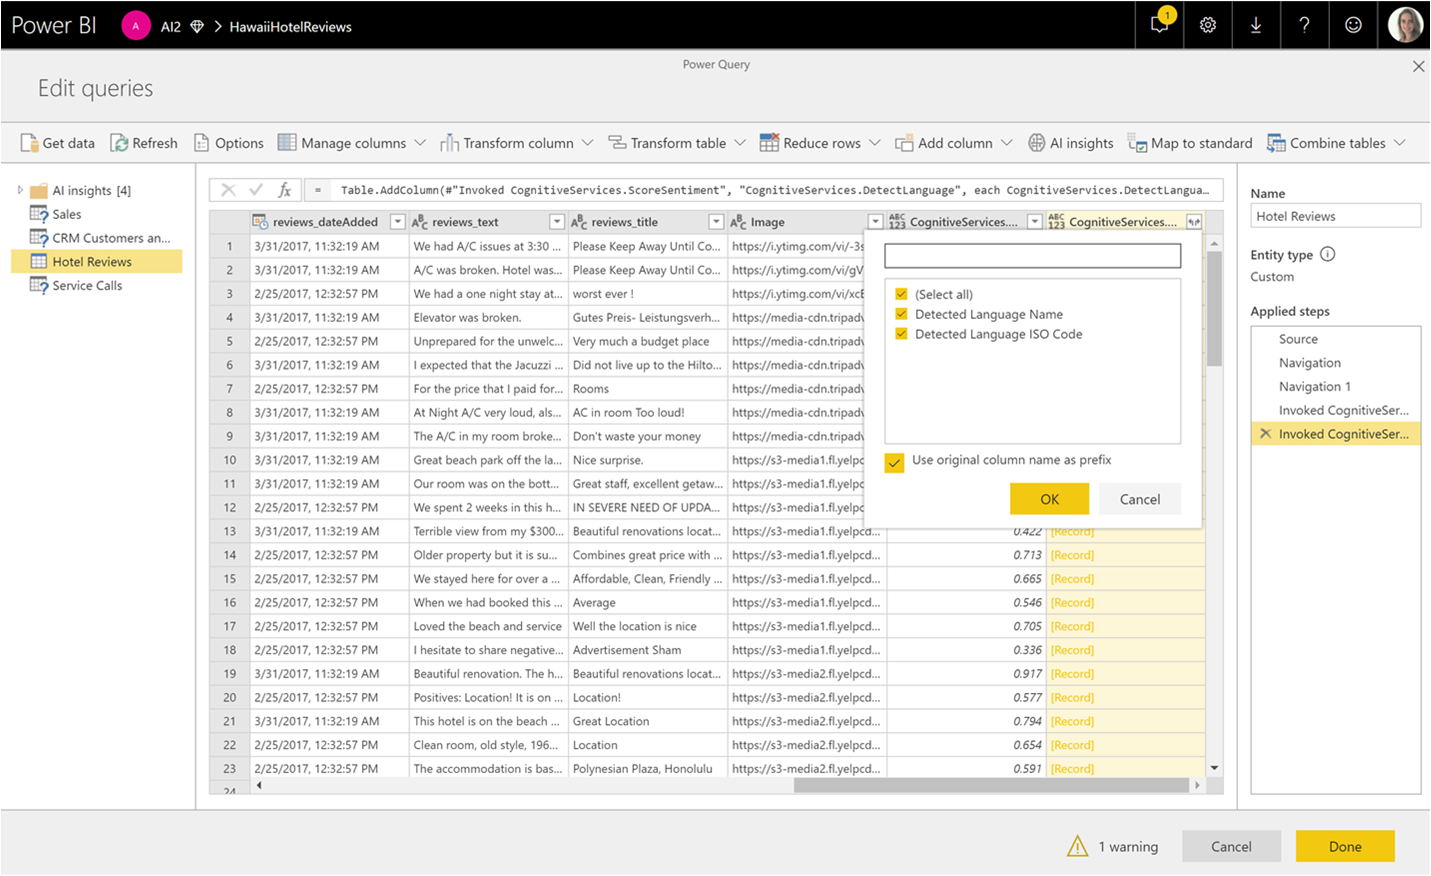 Power BI A AI2 > HawaiiHotelReviews 1 ?
Power Query
Edit queries
Get data Refresh Options Manage columns Transform column Transform table Reduce rows Add column AI insights Map to standard Combine tables
AI insights [4]
Sales
CRM Customers an...
Hotel Reviews
Service Calls
fx = Table.AddColumn(#"Invoked CognitiveServices.ScoreSentiment", "CognitiveServices.DetectLanguage", each CognitiveServices.DetectLangua...
reviews_dateAdded ABC reviews_text ABC reviews_title ABC Image ABC 123 CognitiveServices.... ABC 123 CognitiveServices....
1 3/31/2017, 11:32:19 AM We had A/C issues at 3:30 ... Please Keep Away Until Co... https://i.ytimg.com/vi/-3s
2 3/31/2017, 11:32:19 AM A/C was broken. Hotel was... Please Keep Away Until Co... https://i.ytimg.com/vi/gV
3 2/25/2017, 12:32:57 PM We had a one night stay at... worst ever ! https://i.ytimg.com/vi/xcE
4 3/31/2017, 11:32:19 AM Elevator was broken. Gutes Preis- Leistungsverh... https://media-cdn.tripadv
5 2/25/2017, 12:32:57 PM Unprepared for the unwelc... Very much a budget place https://media-cdn.tripadv
6 3/31/2017, 11:32:19 AM I expected that the Jacuzzi ... Did not live up to the Hilto... https://media-cdn.tripadv
7 2/25/2017, 12:32:57 PM For the price that I paid for... Rooms https://media-cdn.tripadv
8 3/31/2017, 11:32:19 AM At Night A/C very loud, als... AC in room Too loud! https://media-cdn.tripadv
9 3/31/2017, 11:32:19 AM The A/C in my room broke... Don't waste your money https://media-cdn.tripadv
10 3/31/2017, 11:32:19 AM Great beach park off the la... Nice surprise. https://s3-media1.fl.yelpcd
11 3/31/2017, 11:32:19 AM Our room was on the bott... Great staff, excellent getaw... https://s3-media1.fl.yelpcd
12 2/25/2017, 12:32:57 PM We spent 2 weeks in this h... IN SEVERE NEED OF UPDA... https://s3-media1.fl.yelpcd
13 3/31/2017, 11:32:19 AM Terrible view from my $300... Beautiful renovations locat... https://s3-media1.fl.yelpcd... 0.422 [Record]
14 2/25/2017, 12:32:57 PM Older property but it is su... Combines great price with ... https://s3-media1.fl.yelpcd... 0.713 [Record]
15 2/25/2017, 12:32:57 PM We stayed here for over a ... Affordable, Clean, Friendly ... https://s3-media1.fl.yelpcd... 0.665 [Record]
16 2/25/2017, 12:32:57 PM When we had booked this ... Average https://s3-media1.fl.yelpcd... 0.546 [Record]
17 2/25/2017, 12:32:57 PM Loved the beach and service Well the location is nice https://s3-media1.fl.yelpcd... 0.705 [Record]
18 2/25/2017, 12:32:57 PM I hesitate to share negative... Advertisement Sham https://s3-media1.fl.yelpcd... 0.336 [Record]
19 3/31/2017, 11:32:19 AM Beautiful renovation. The h... Beautiful renovations locat... https://s3-media2.fl.yelpcd... 0.917 [Record]
20 2/25/2017, 12:32:57 PM Positives: Location! It is on ... Location! https://s3-media2.fl.yelpcd... 0.577 [Record]
21 3/31/2017, 11:32:19 AM This hotel is on the beach ... Great Location https://s3-media2.fl.yelpcd... 0.794 [Record]
22 2/25/2017, 12:32:57 PM Clean room, old style, 196... Location https://s3-media2.fl.yelpcd... 0.654 [Record]
23 2/25/2017, 12:32:57 PM The accommodation is bas... Polynesian Plaza, Honolulu https://s3-media2.fl.yelpcd... 0.591 [Record]
24
(Select all)
Detected Language Name
Detected Language ISO Code
Use original column name as prefix
OK Cancel
Name
Hotel Reviews
Entity type
Custom
Applied steps
Source
Navigation
Navigation 1
Invoked CognitiveSer...
Invoked CognitiveSer...
1 warning Cancel Done